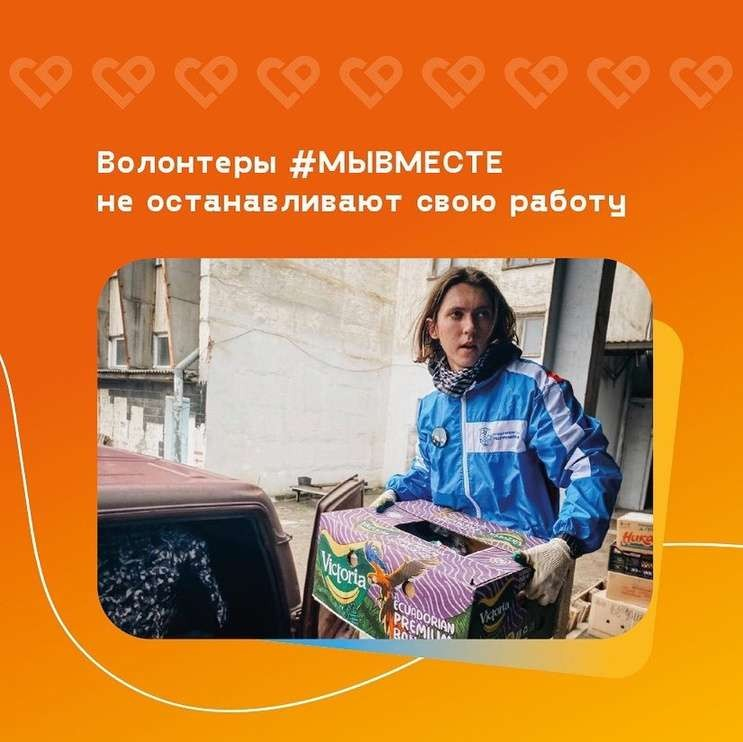 Волонтеры #МЫВМЕСТЕ
не останавливают свою работу
Victoria
ECUADORIAN
PREMIUM
Victoria